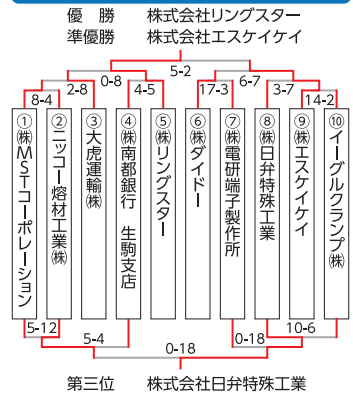 優 勝 株式会社リングスター
準優勝 株式会社エスケイケイ
5-2
0-8 6-7
2-8 4-5 17-3 3-7
8-4 14-2
①㈱MSTコーポレーション
②ニッコー熔材工業㈱
③大虎運輸㈱
④㈱南都銀行 生駒支店
⑤㈱リングスター
⑥㈱ダイドー
⑦㈱電研端子製作所
⑧㈱日弁特殊工業
⑨㈱エスケイケイ
⑩イーグルクランプ㈱
5-12 10-6
5-4 0-18
0-18
第三位 株式会社日弁特殊工業